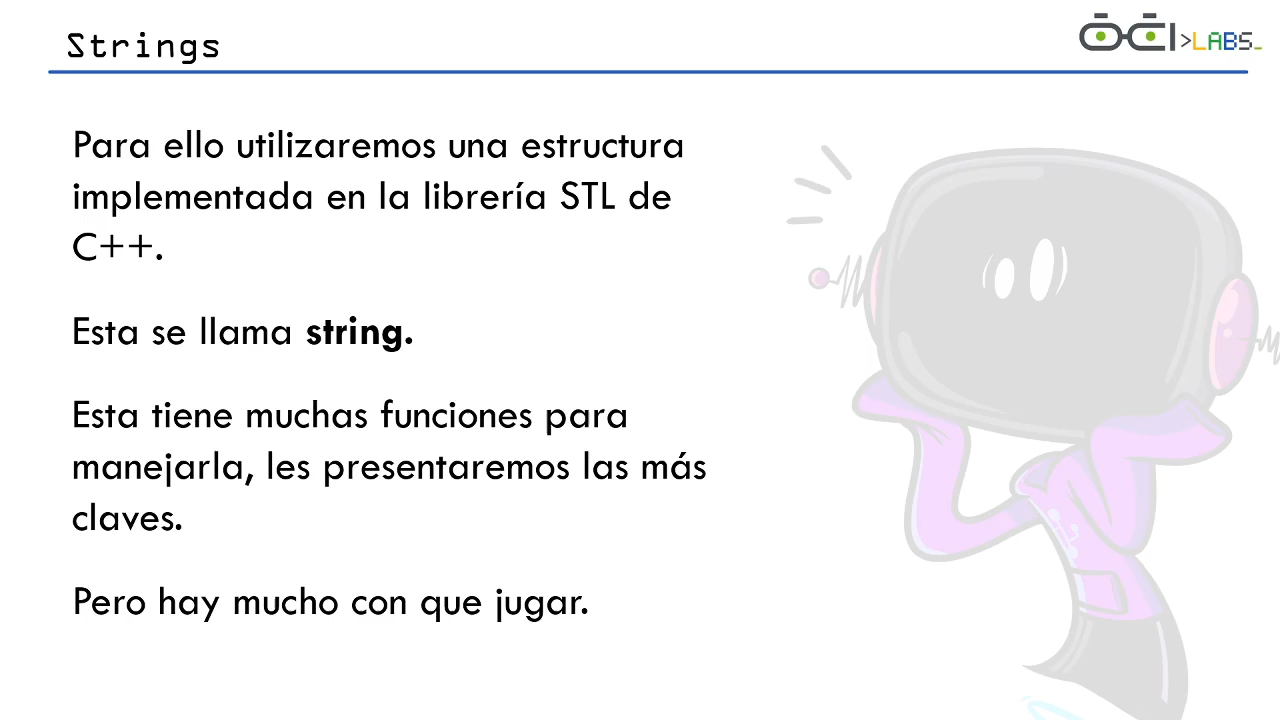 Strings
OCI>LABS_
Para ello utilizaremos una estructura
implementada en la librería STL de
C++.
Esta se llama string.
Esta tiene muchas funciones para
manejarla, les presentaremos las más
claves.
Pero hay mucho con que jugar.